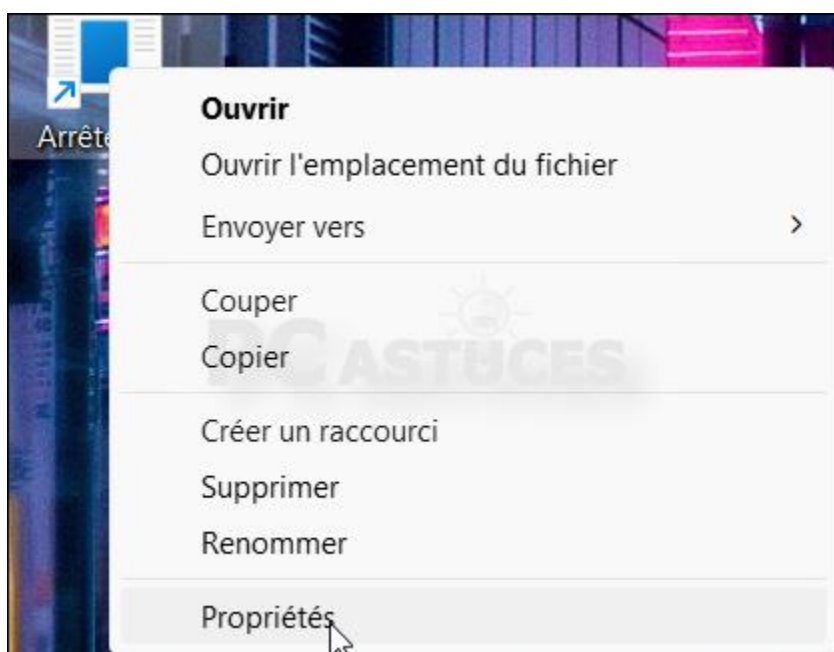 Arrête
Ouvrir
Ouvrir l'emplacement du fichier
Envoyer vers
Couper
PC ASTUCES
Copier
Créer un raccourci
Supprimer
Renommer
Propriétés